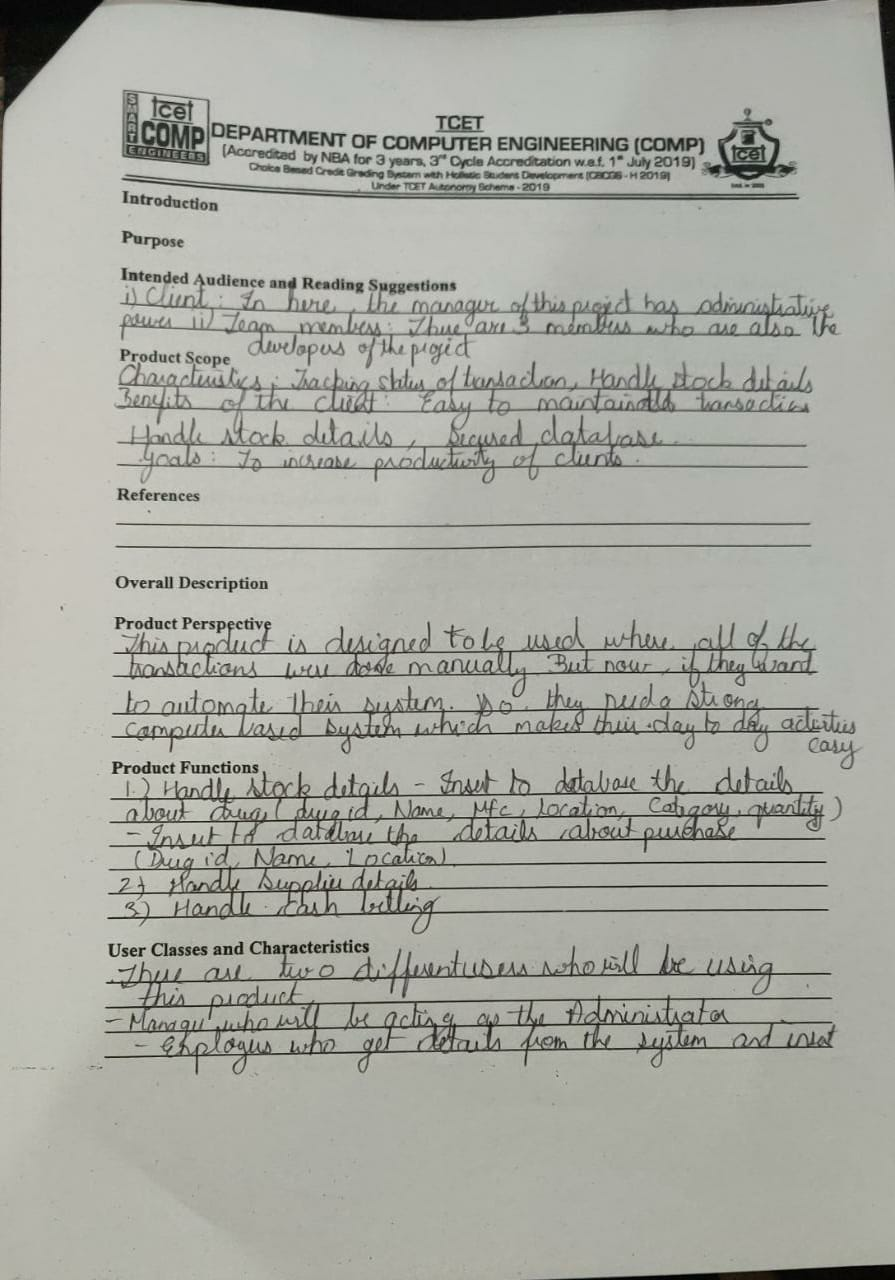 SMART
ENGINEERS
tcet
COMP
TCET
DEPARTMENT OF COMPUTER ENGINEERING (COMP)
(Accredited by NBA for 3 years, 3rd Cycle Accreditation w.e.f. 1st July 2019)
Choice Based Credit Grading System with Holistic Student Development (CBCGS - H 2019)
Under TCET Autonomy Scheme - 2019
tcet
Introduction
Purpose
Intended Audience and Reading Suggestions
i) Client : In here, the manager of this project has administrative
power ii) Team members : There are 3 members who are also the
developers of the project
Product Scope
Characteristics : Tracking status of transaction, Handle stock details
Benefits of the client : Easy to maintain transaction
Handle stock details, Secured database
Goals : To increase productivity of clients.
References
Overall Description
Product Perspective
This product is designed to be used where all of the
transactions were done manually But now, if they want
to automate their system. So, they need a strong
computer based system which makes their day to day activities
easy
Product Functions
1.) Handle stock details - Insert to database the details
about drug ( drug id, Name, Mfc, Location, Category, quantity )
- Insert to database the details about purchase
(Drug id, Name, Location)
2) Handle Supplier details
3) Handle cash billing
User Classes and Characteristics
There are two different users who will be using
this product
- Manager who will be acting as the Administrator
- Employees who get details from the system and insert